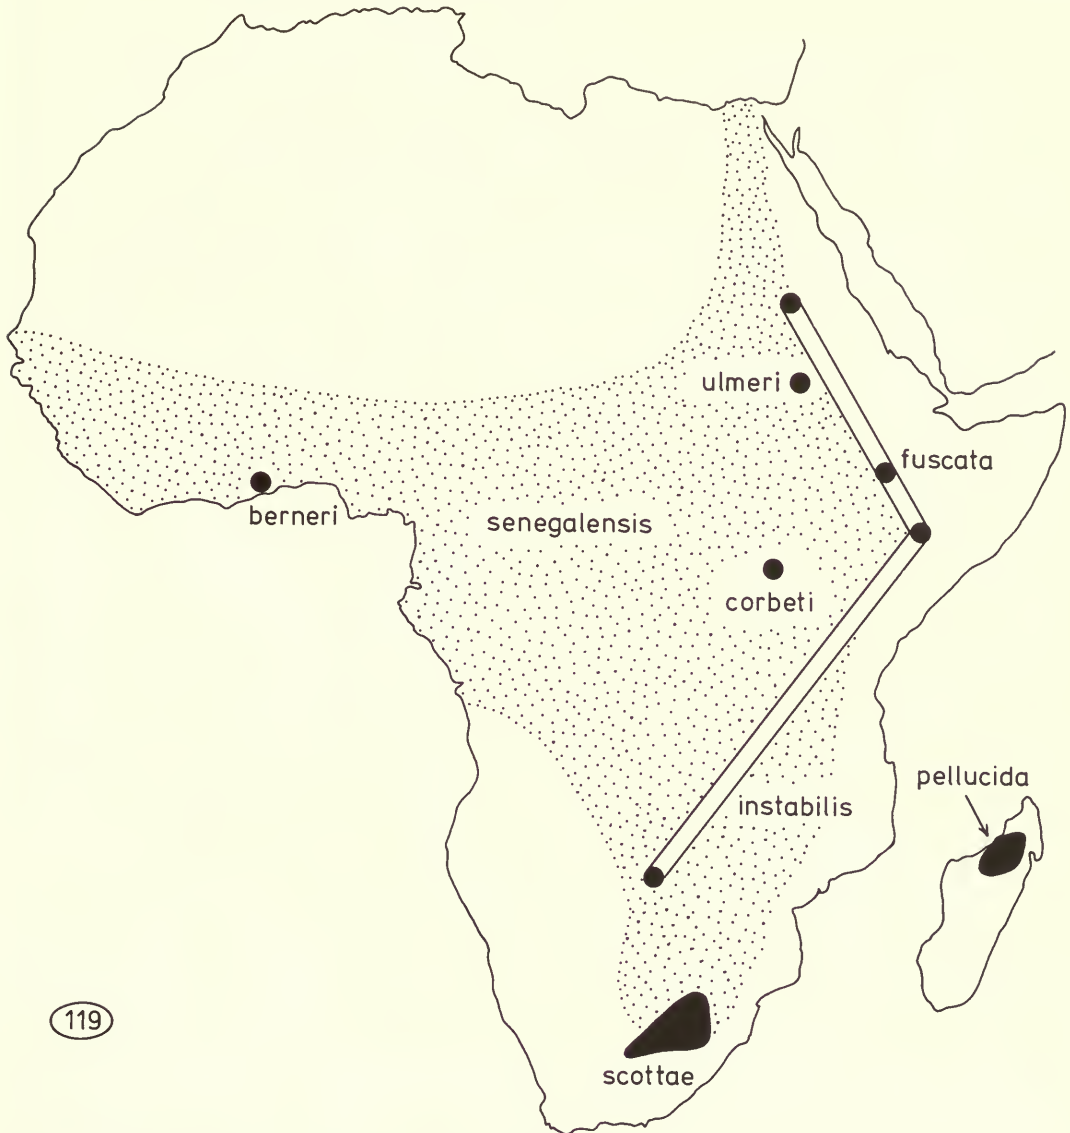 ulmeri
fuscata
berneri
senegalensis
corbeti
pellucida
instabilis
119
scottae